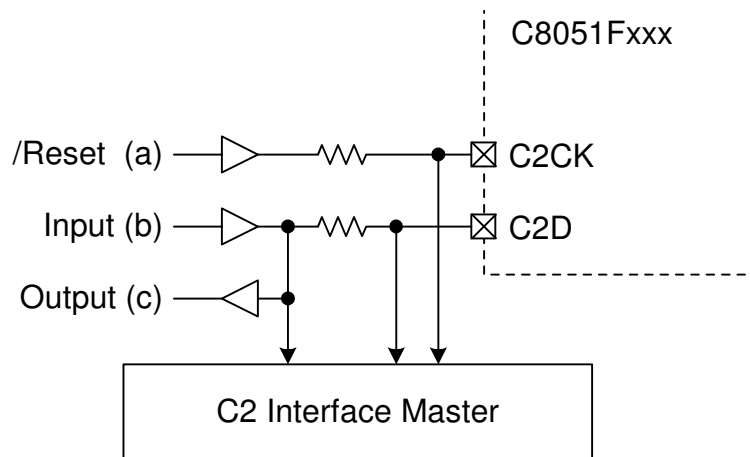 C8051Fxxx
/Reset (a)
C2CK
Input (b)
C2D
Output (c)
C2 Interface Master